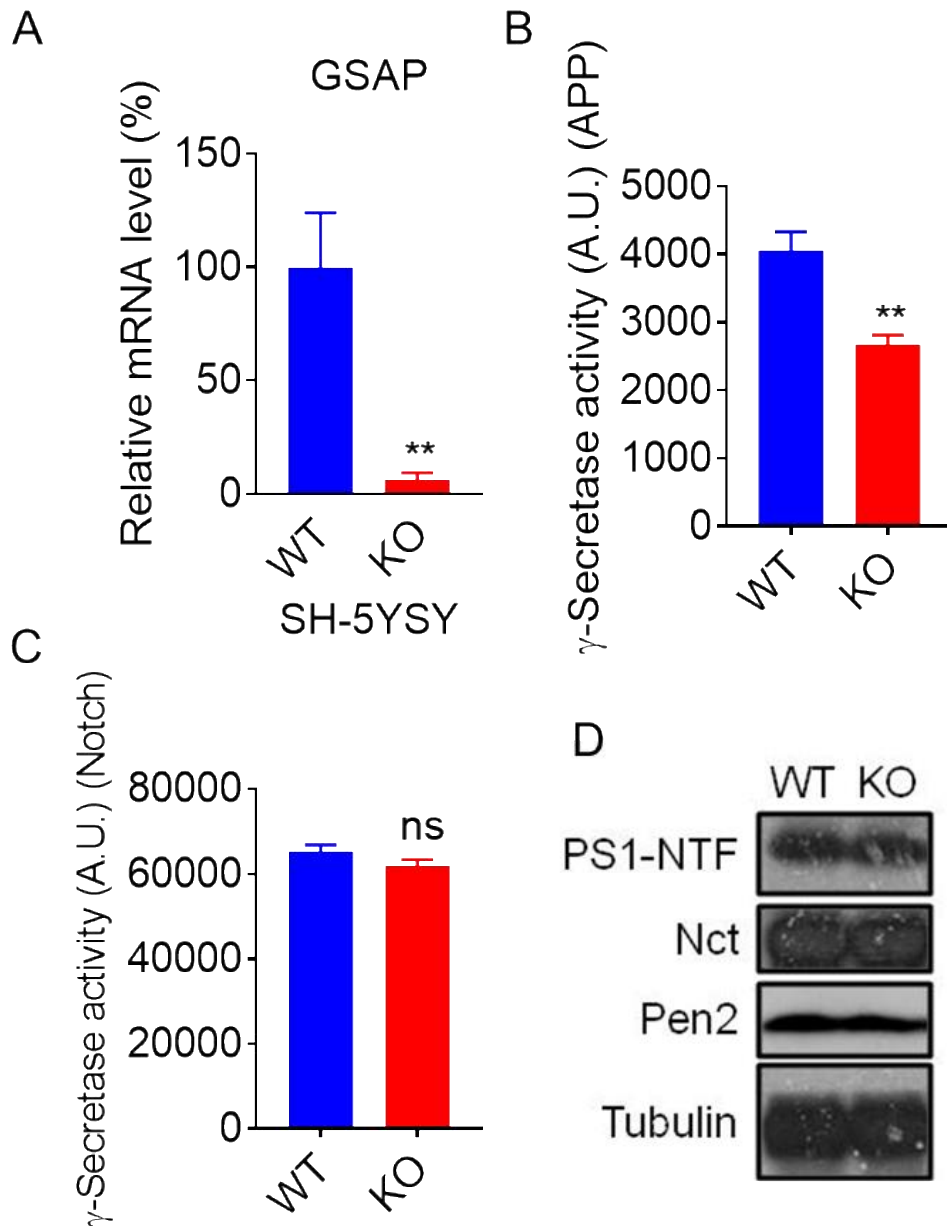 A
GSAP
Relative mRNA level (%)
150
100
50
0
**
WT
KO
SH-5YSY
B
γ-Secretase activity (A.U.) (APP)
5000
4000
3000
2000
1000
0
**
WT
KO
C
γ-Secretase activity (A.U.) (Notch)
80000
60000
40000
20000
0
ns
WT
KO
D
WT KO
PS1-NTF
Nct
Pen2
Tubulin